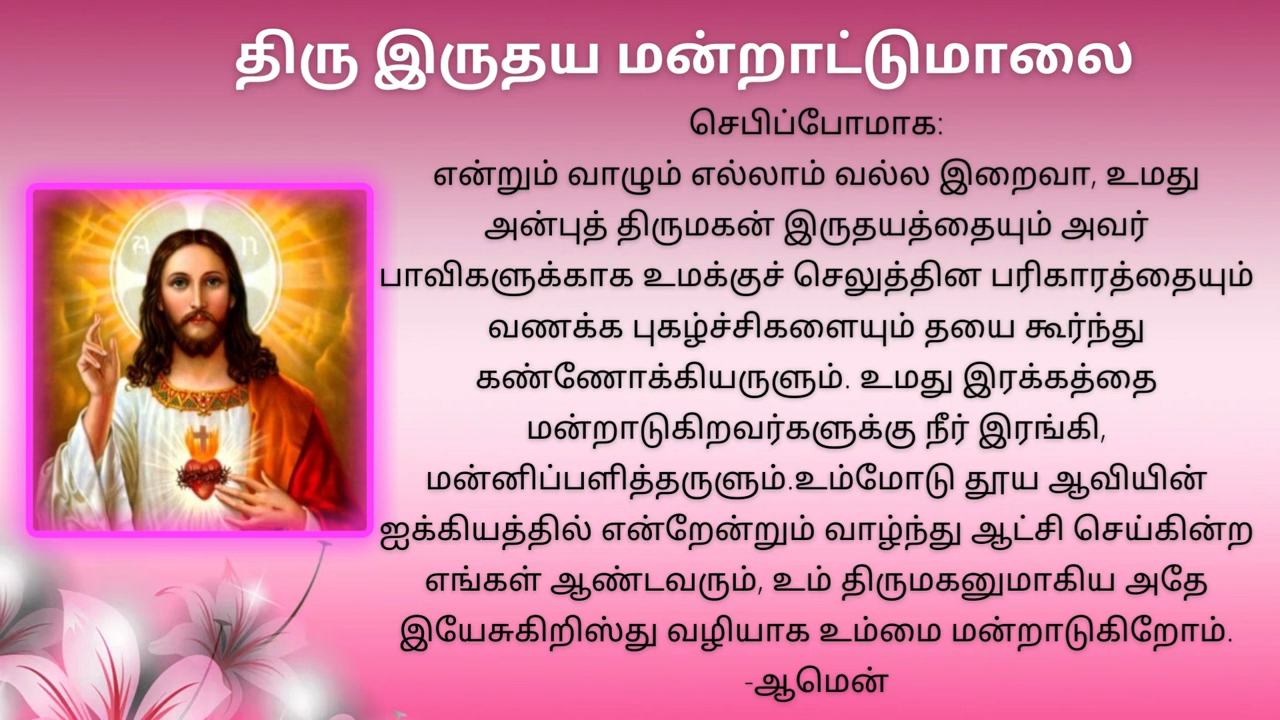 திரு இருதய மன்றாட்டுமாலை
செபிப்போமாக:
என்றும் வாழும் எல்லாம் வல்ல இறைவா, உமது
அன்புத் திருமகன் இருதயத்தையும் அவர்
பாவிகளுக்காக உமக்குச் செலுத்தின பரிகாரத்தையும்
வணக்க புகழ்ச்சிகளையும் தயை கூர்ந்து
கண்ணோக்கியருளும். உமது இரக்கத்தை
மன்றாடுகிறவர்களுக்கு நீர் இரங்கி,
மன்னிப்பளித்தருளும்.உம்மோடு தூய ஆவியின்
ஐக்கியத்தில் என்றேன்றும் வாழ்ந்து ஆட்சி செய்கின்ற
எங்கள் ஆண்டவரும், உம் திருமகனுமாகிய அதே
இயேசுகிறிஸ்து வழியாக உம்மை மன்றாடுகிறோம்.
-ஆமென்